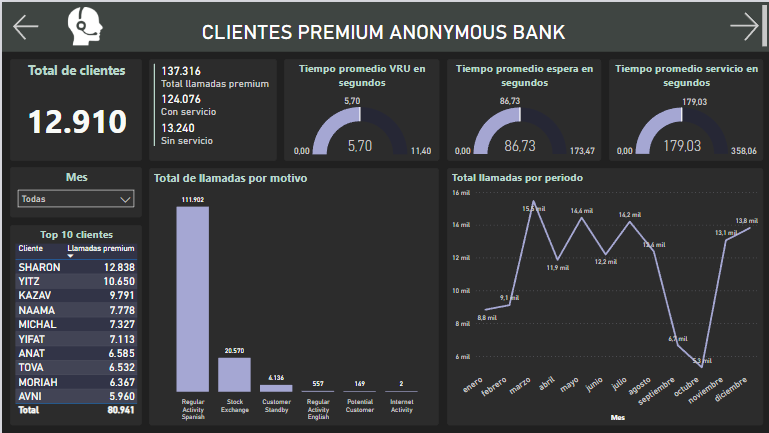 CLIENTES PREMIUM ANONYMOUS BANK
Total de clientes
12.910
137.316
Total llamadas premium
124.076
Con servicio
13.240
Sin servicio
Tiempo promedio VRU en
segundos
5,70
5,70
0,00
11,40
Tiempo promedio espera en
segundos
86,73
86,73
0,00
173,47
Tiempo promedio servicio en
segundos
179,03
179,03
0,00
358,06
Mes
Todas
Top 10 clientes
Cliente Llamadas premium
SHARON 12.838
YITZ 10.650
KAZAV 9.791
NAAMA 7.778
MICHAL 7.327
YIFAT 7.113
ANAT 6.585
TOVA 6.532
MORIAH 6.367
AVNI 5.960
Total 80.941
Total de llamadas por motivo
111.902
20.570
4.136
557
169
2
Regular
Activity
Spanish
Stock
Exchange
Customer
Standby
Regular
Activity
English
Potential
Customer
Internet
Activity
Total llamadas por periodo
16 mil
14 mil
12 mil
10 mil
8 mil
6 mil
8,8 mil
9,1 mil
15,5 mil
11,9 mil
14,4 mil
12,2 mil
14,2 mil
12,4 mil
6,7 mil
5,3 mil
13,1 mil
13,8 mil
enero
febrero
marzo
abril
mayo
junio
julio
agosto
septiembre
octubre
noviembre
diciembre
Mes